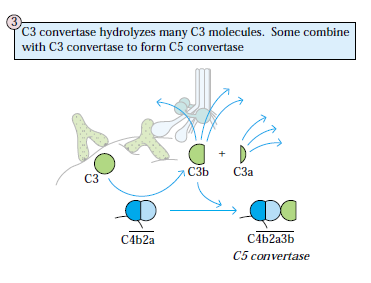 3
C3 convertase hydrolyzes many C3 molecules. Some combine
with C3 convertase to form C5 convertase
+
C3
C3b
C3a
C4b2a
C4b2a3b
C5 convertase